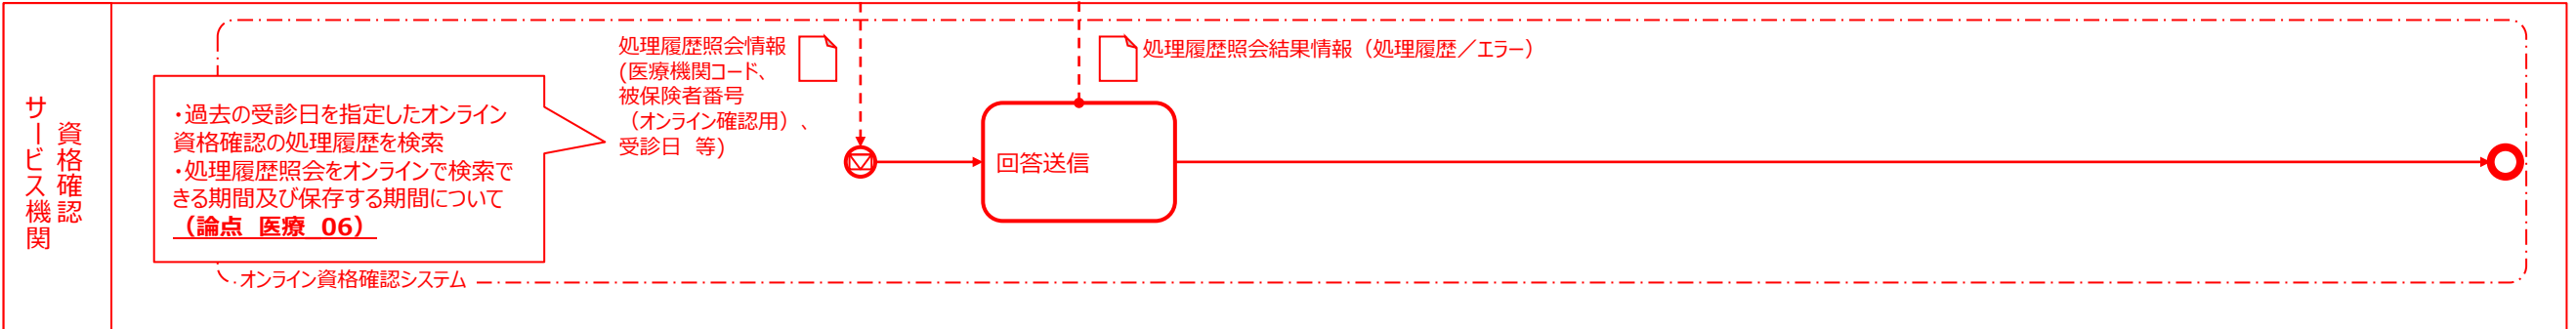 資格確認
サービス機関
・過去の受診日を指定したオンライン
資格確認の処理履歴を検索
・処理履歴照会をオンラインで検索で
きる期間及び保存する期間について
（論点　医療＿06）
処理履歴照会情報
(医療機関コード、
被保険者番号
（オンライン確認用）、
受診日　等)
処理履歴照会結果情報（処理履歴／エラー）
回答送信
オンライン資格確認システム